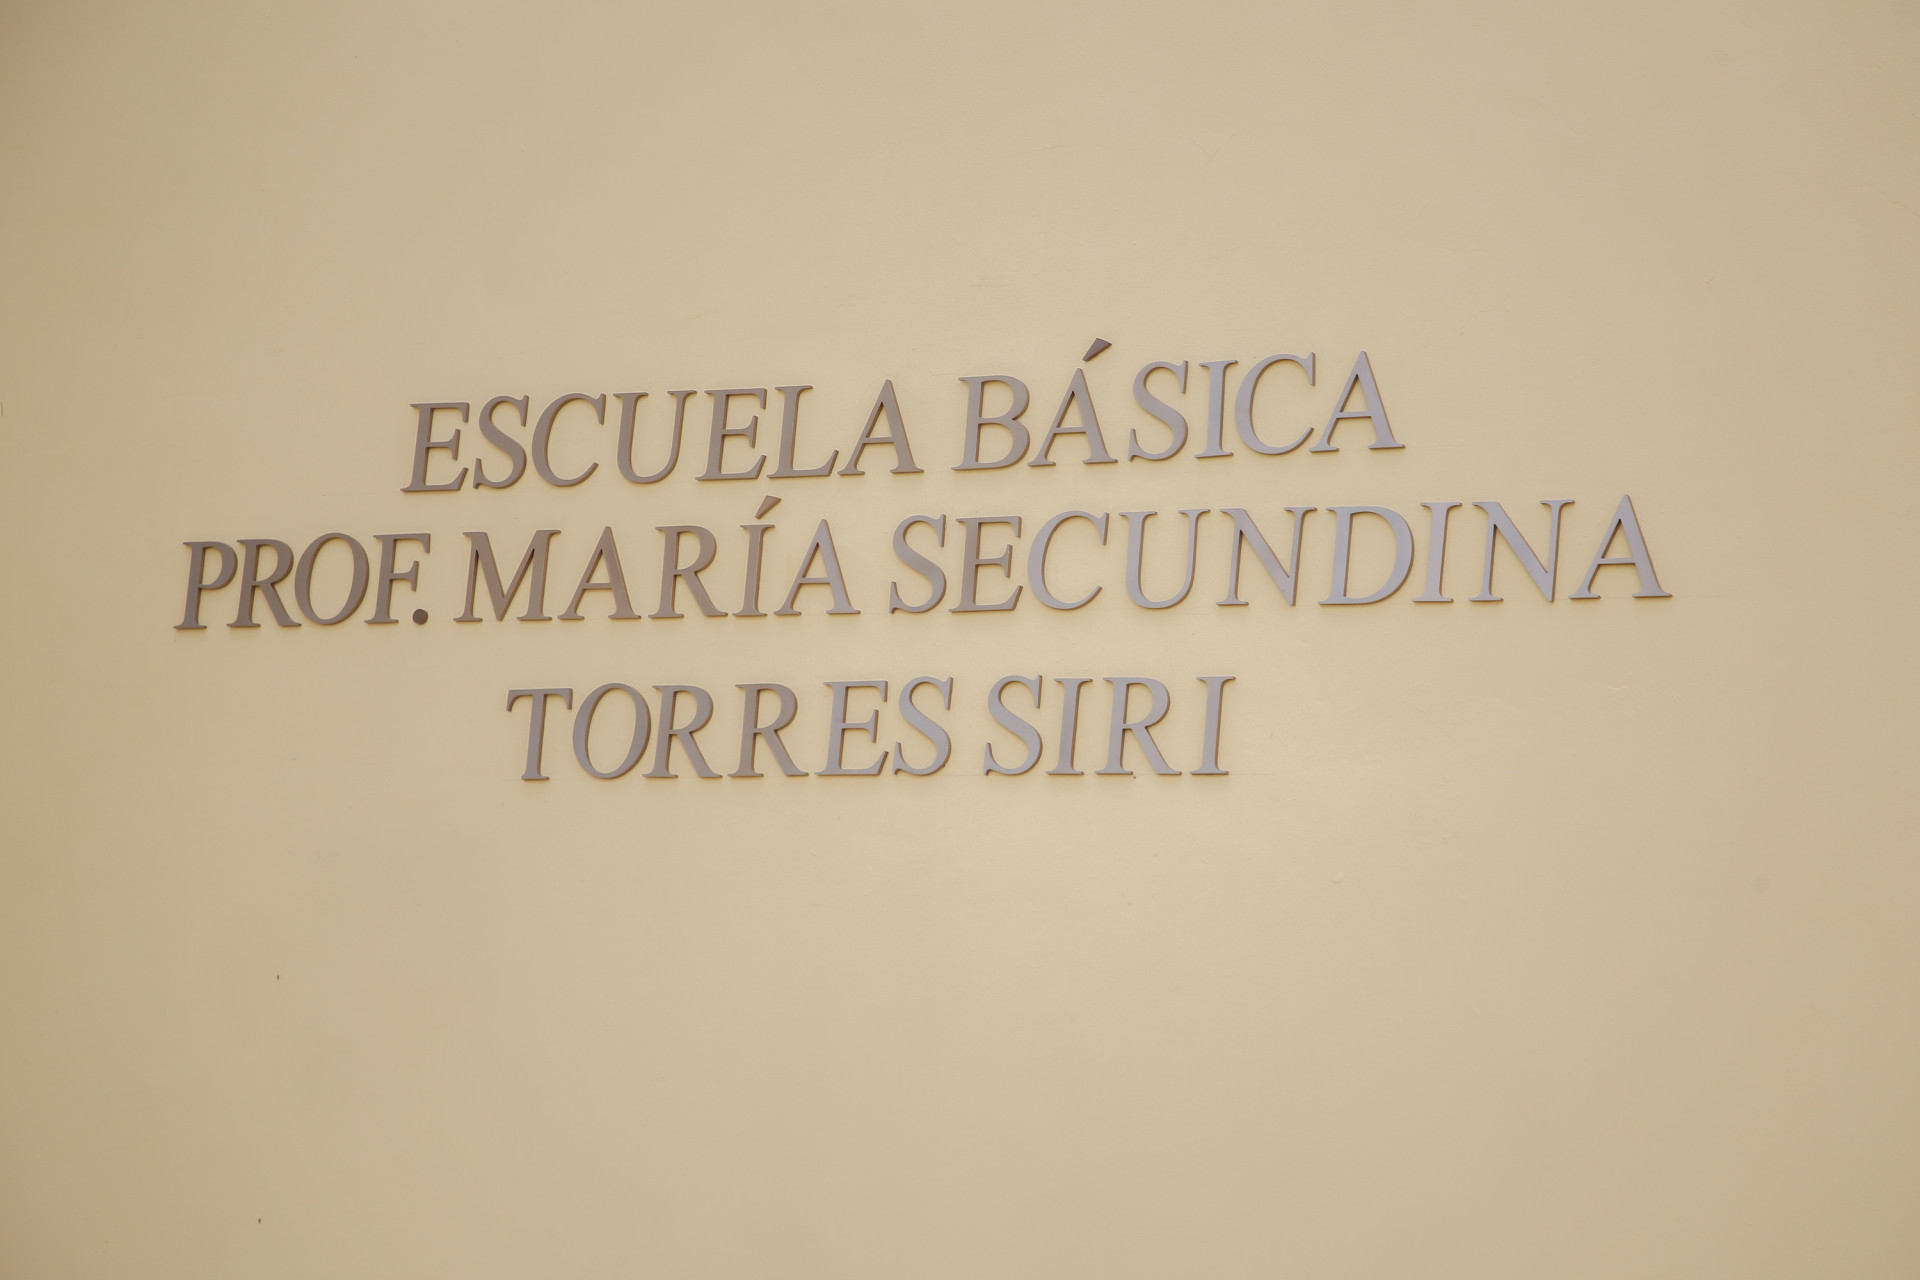 ESCUELA BÁSICA
PROF. MARÍA SECUNDINA
TORRES SIRI